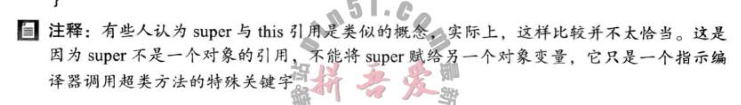 }
注释：有些人认为 super 与 this 引用是类似的概念，实际上，这样比较并不太恰当。这是
因为 super 不是一个对象的引用，不能将 super 赋给另一个对象变量，它只是一个指示编
译器调用超类方法的特殊关键字